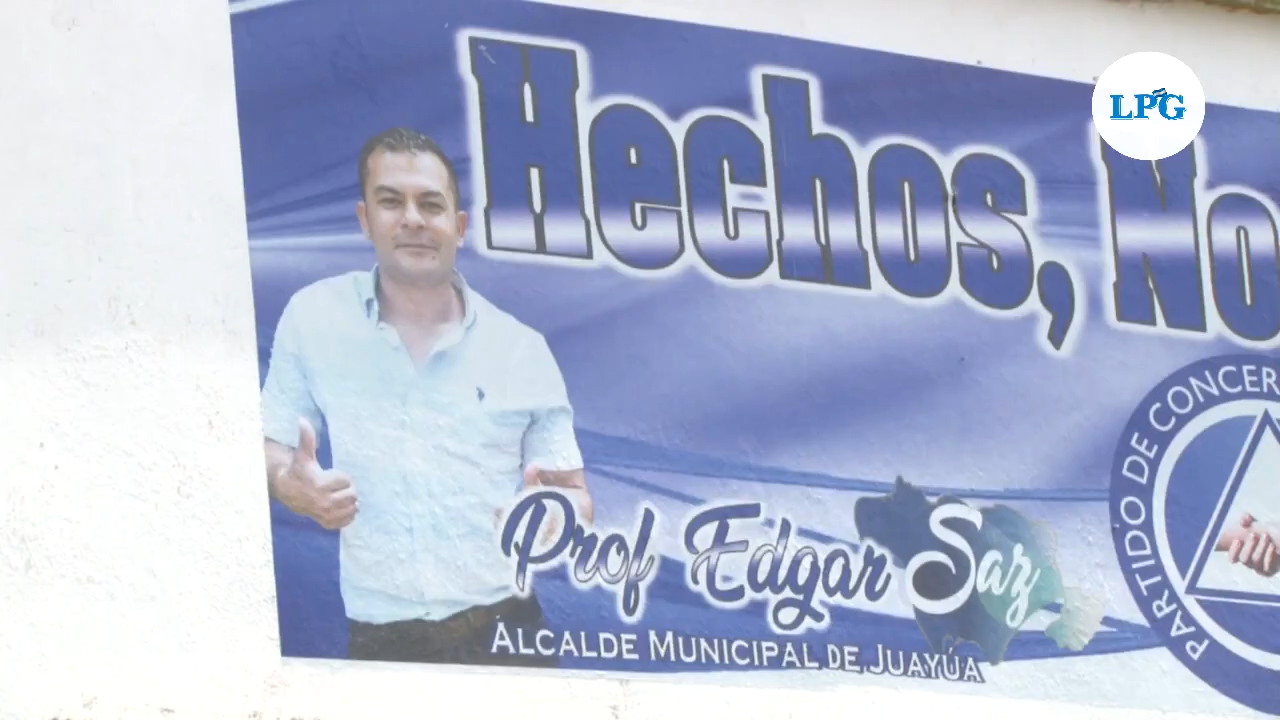 LPG
Hechos, No
PARTIDO DE CONCER
Prof Edgar Saz
ALCALDE MUNICIPAL DE JUAYÚA